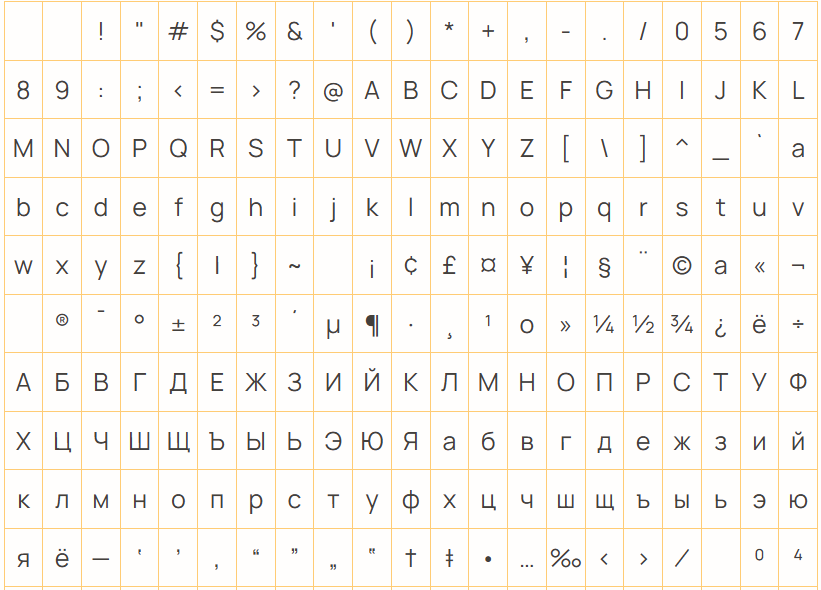 ! " # $ % & ' ( ) * + , - . / 0 5 6 7
8 9 : ; < = > ? @ A B C D E F G H I J K L
M N O P Q R S T U V W X Y Z [ \ ] ^ _ ` a
b c d e f g h i j k l m n o p q r s t u v
w x y z { | } ~ ¡ ¢ £ ¤ ¥ ¦ § ¨ © a « ¬
® ¯ ° ± ² ³ ´ µ ¶ · ¸ ¹ o » ¼ ½ ¾ ¿ ë ÷
А Б В Г Д Е Ж З И Й К Л М Н О П Р С Т У Ф
Х Ц Ч Ш Щ Ъ Ы Ь Э Ю Я а б в г д е ж з и й
к л м н о п р с т у ф х ц ч ш щ ъ ы ь э ю
я ё — ‘ ’ ‚ “ ” „ ‟ † ‡ • … ‰ ‹ › ⁄ ⁰ ⁴